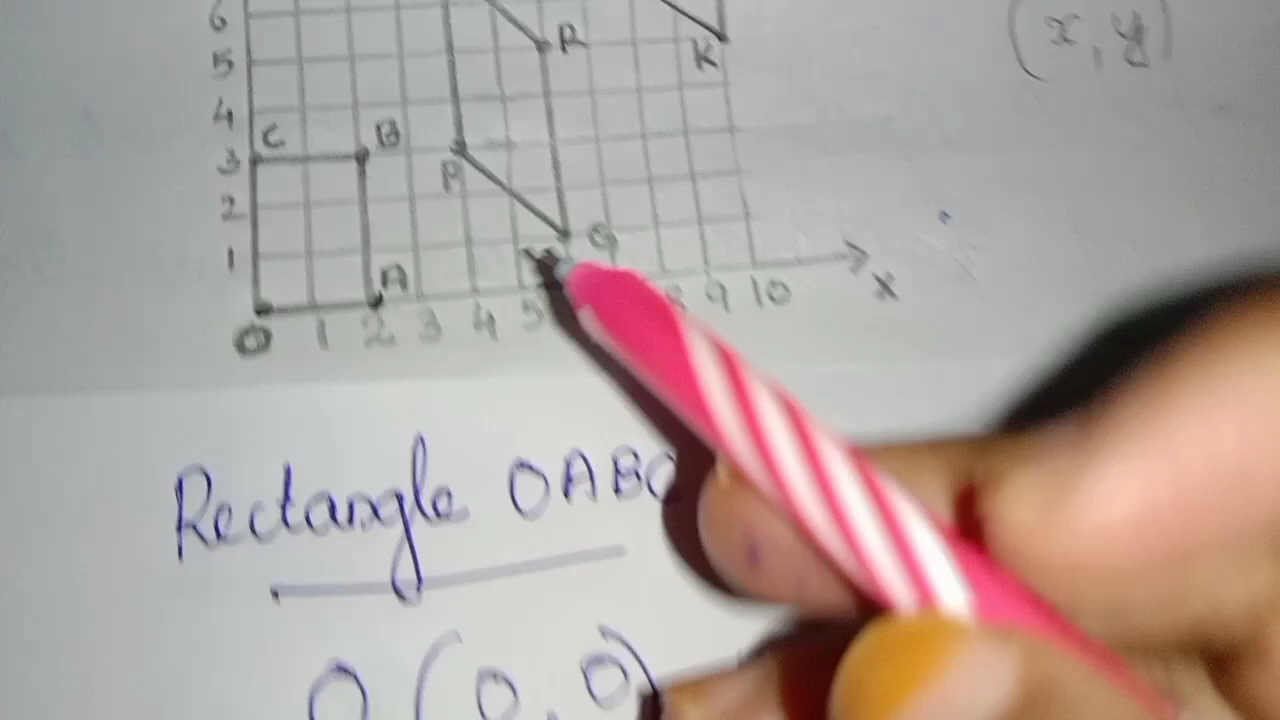 6
R
(x, y)
5
K
4
C B
3
P
2
Q
1
A
x
0 1 2 3 4 5 8 9 10
Rectangle OABC
O (0, 0)